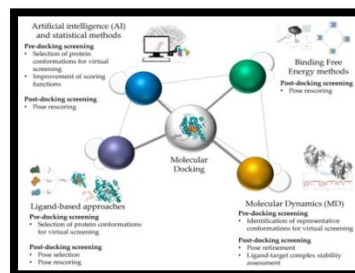 Artificial intelligence (AI)
and statistical methods
Pre-docking screening
• Selection of protein
conformations for virtual
screening
• Improvement of scoring
functions
Post-docking screening
• Pose rescoring
Binding Free
Energy methods
Post-docking screening
• Pose rescoring
Molecular
Docking
Ligand-based approaches
Pre-docking screening
• Selection of protein conformations
for virtual screening
Post-docking screening
• Pose selection
• Pose rescoring
Molecular Dynamics (MD)
Pre-docking screening
• Identification of representative
conformations for virtual screening
Post-docking screening
• Pose refinement
• Ligand-target complex stability
assessment